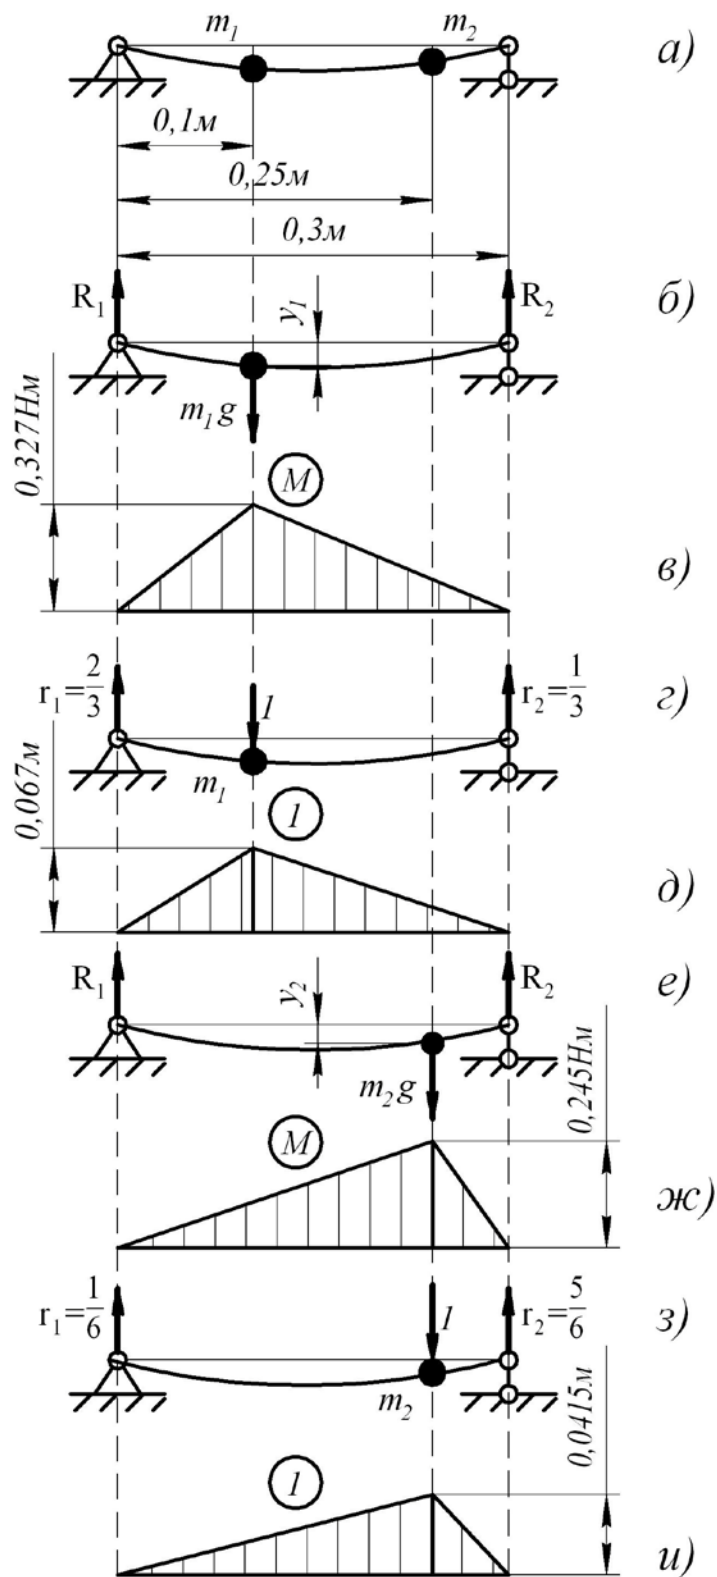 m₁ m₂ а)
0,1м
0,25м
0,3м
R₁ y₁ R₂ б)
m₁g
0,327Нм
M
в)
r₁=2/3 1 r₂=1/3 г)
m₁
0,067м
1
д)
R₁ y₂ R₂ е)
m₂g
0,245Нм
M
ж)
r₁=1/6 1 r₂=5/6 з)
m₂
0,0415м
1
и)